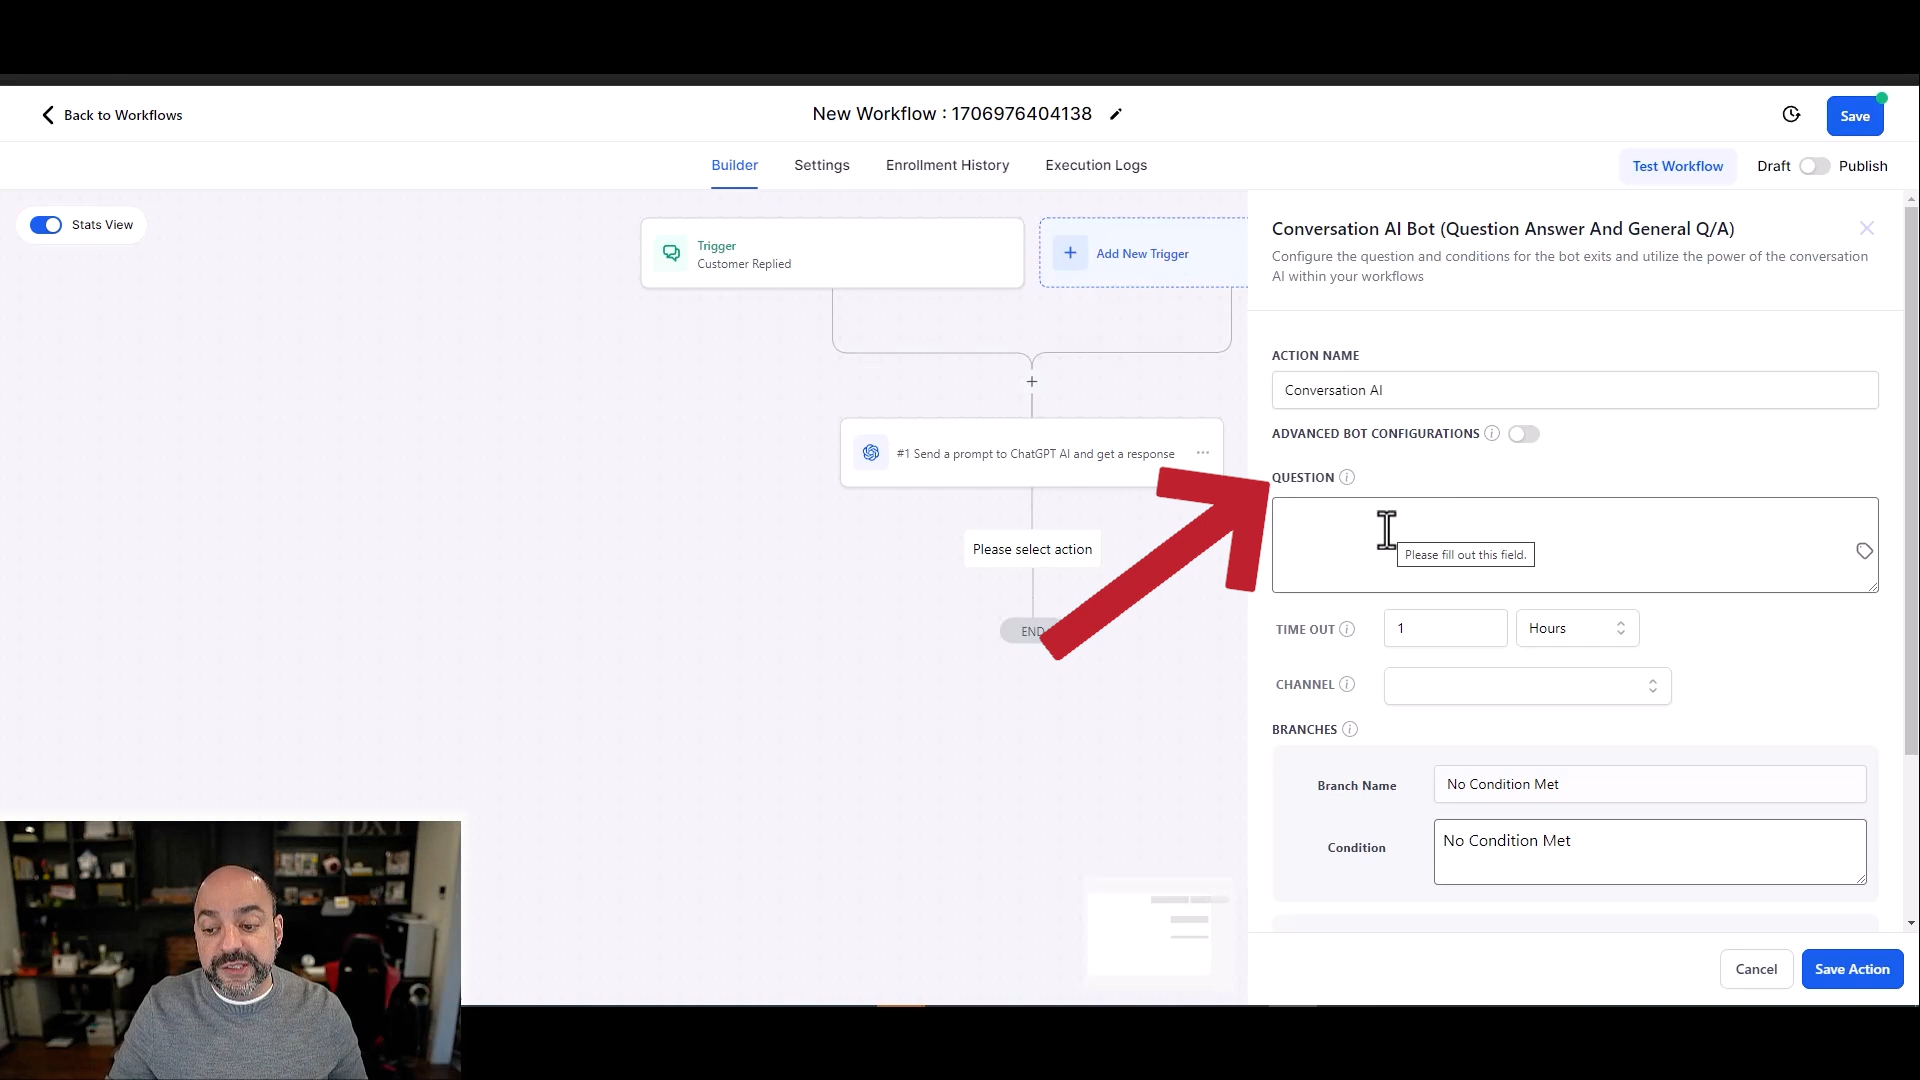 Back to Workflows
New Workflow : 1706976404138
Save
Builder
Settings
Enrollment History
Execution Logs
Test Workflow
Draft
Publish
Stats View
Trigger
Customer Replied
Add New Trigger
#1 Send a prompt to ChatGPT AI and get a response
Please select action
END
Conversation AI Bot (Question Answer And General Q/A)
Configure the question and conditions for the bot exits and utilize the power of the conversation
AI within your workflows
ACTION NAME
Conversation AI
ADVANCED BOT CONFIGURATIONS
QUESTION
Please fill out this field.
TIME OUT
1
Hours
CHANNEL
BRANCHES
Branch Name
No Condition Met
Condition
No Condition Met
Cancel
Save Action